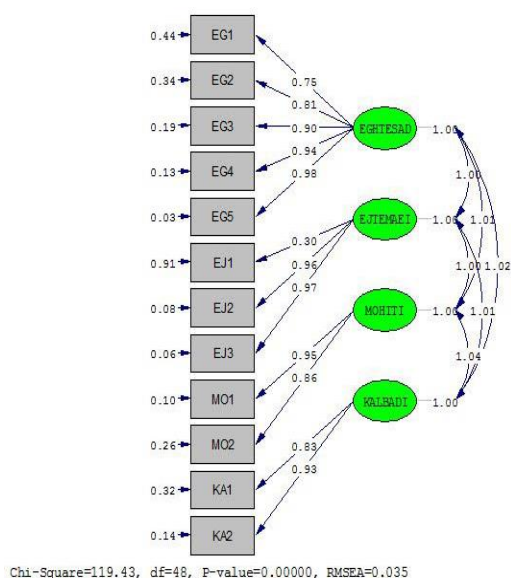 0.44 EG1
0.75
0.34 EG2
0.81
0.19 EG3 0.90 EGHTESAD 1.00
0.13 EG4 0.94
1.00
0.03 EG5 0.98
EJTEMAEI 1.00 1.01
0.91 EJ1 0.30
0.96 1.00 1.02
0.08 EJ2 0.97
MOHITI 1.00 1.01
0.06 EJ3
0.95 1.04
0.10 MO1 0.86
KALBADI 1.00
0.26 MO2
0.83
0.32 KA1 0.93
0.14 KA2
Chi-Square=119.43, df=48, P-value=0.00000, RMSEA=0.035